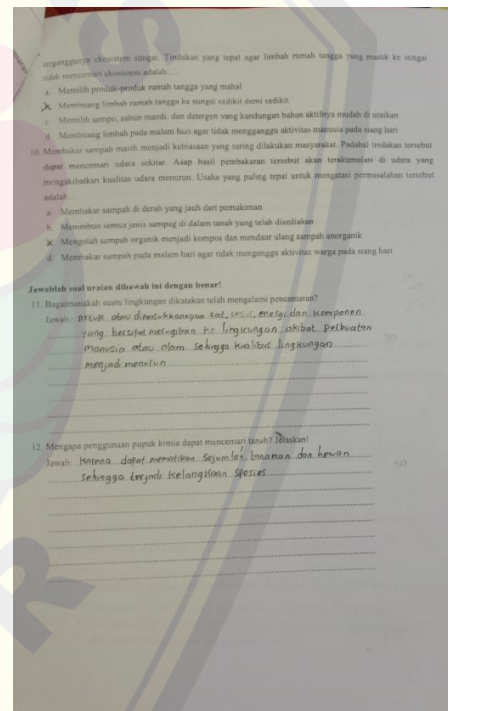 terganggunya ekosistem sungai. Tindakan yang tepat agar limbah rumah tangga yang masuk ke sungai
tidak mencemari ekosistem adalah......
a. Memilih produk-produk rumah tangga yang mahal
Membuang limbah rumah tangga ke sungai sedikit demi sedikit
c. Memilih sampo, sabun mandi, dan detergen yang kandungan bahan aktifnya mudah di uraikan
d. Membuang limbah pada malam hari agar tidak mengganggu aktivitas manusia pada siang hari
10. Membakar sampah masih menjadi kebiasaan yang sering dilakukan masyarakat. Padahal tindakan tersebut
dapat mencemari udara sekitar. Asap hasil pembakaran tersebut akan terakumulasi di udara yang
mengakibatkan kualitas udara menurun. Usaha yang paling tepat untuk mengatasi permasalahan tersebut
adalah....
a. Membakar sampah di derah yang jauh dari pemukiman
b. Menimbun semua jenis sampag di dalam tanah yang telah disediakan
Mengolah sampah organik menjadi kompos dan mendaur ulang sampah anorganik
d. Membakar sampah pada malam hari agar tidak menganggu aktivitas warga pada siang hari
Jawablah soal uraian dibawah ini dengan benar!
11. Bagaimanakah suatu lingkungan dikatakan telah mengalami pencemaran?
Jawab: Masuk atau dimasukkannya zat, energi, dan komponen
yang bersifat merugikan ke lingkungan akibat perbuatan
manusia atau alam sehingga kualitas lingkungan
menjadi menurun
12. Mengapa penggunaan pupuk kimia dapat mencemari tanah? Jelaskan!
Jawab: Karena dapat mematikan sejumlah tanaman dan hewan
sehingga terjadi kelangkaan spesies